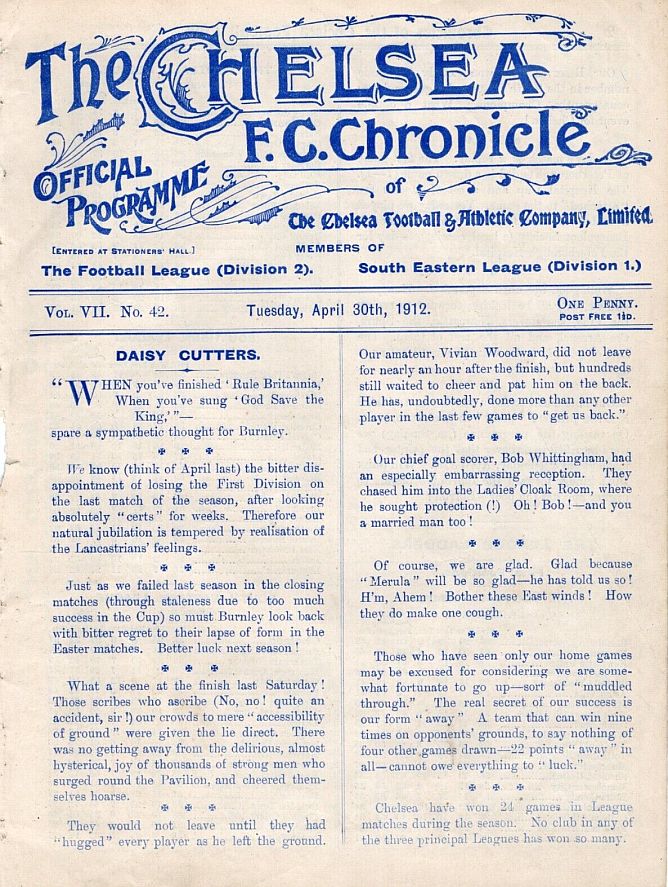 The CHELSEA
F.C. Chronicle
OFFICIAL
PROGRAMME
of
The Chelsea Football & Athletic Company, Limited.
[ENTERED AT STATIONERS' HALL.]
MEMBERS OF
The Football League (Division 2).
South Eastern League (Division 1.)
VOL. VII. No. 42.
Tuesday, April 30th, 1912.
ONE PENNY.
POST FREE 1½D.
DAISY CUTTERS.
"WHEN you've finished ' Rule Britannia,'
When you've sung ' God Save the
King,' "—
spare a sympathetic thought for Burnley.
We know (think of April last) the bitter dis-
appointment of losing the First Division on
the last match of the season, after looking
absolutely "certs" for weeks. Therefore our
natural jubilation is tempered by realisation of
the Lancastrians' feelings.
Just as we failed last season in the closing
matches (through staleness due to too much
success in the Cup) so must Burnley look back
with bitter regret to their lapse of form in the
Easter matches. Better luck next season !
What a scene at the finish last Saturday !
Those scribes who ascribe (No, no ! quite an
accident, sir !) our crowds to mere " accessibility
of ground " were given the lie direct. There
was no getting away from the delirious, almost
hysterical, joy of thousands of strong men who
surged round the Pavilion, and cheered them-
selves hoarse.
They would not leave until they had
"hugged" every player as he left the ground.
Our amateur, Vivian Woodward, did not leave
for nearly an hour after the finish, but hundreds
still waited to cheer and pat him on the back.
He has, undoubtedly, done more than any other
player in the last few games to "get us back."
Our chief goal scorer, Bob Whittingham, had
an especially embarrassing reception. They
chased him into the Ladies' Cloak Room, where
he sought protection (!) Oh ! Bob !—and you
a married man too !
Of course, we are glad. Glad because
" Merula " will be so glad—he has told us so !
H'm, Ahem ! Bother these East winds ! How
they do make one cough.
Those who have seen only our home games
may be excused for considering we are some-
what fortunate to go up—sort of " muddled
through." The real secret of our success is
our form " away " A team that can win nine
times on opponents' grounds, to say nothing of
four other games drawn—22 points " away " in
all—cannot owe everything to " luck."
Chelsea have won 24 games in League
matches during the season. No club in any of
the three principal Leagues has won so many.